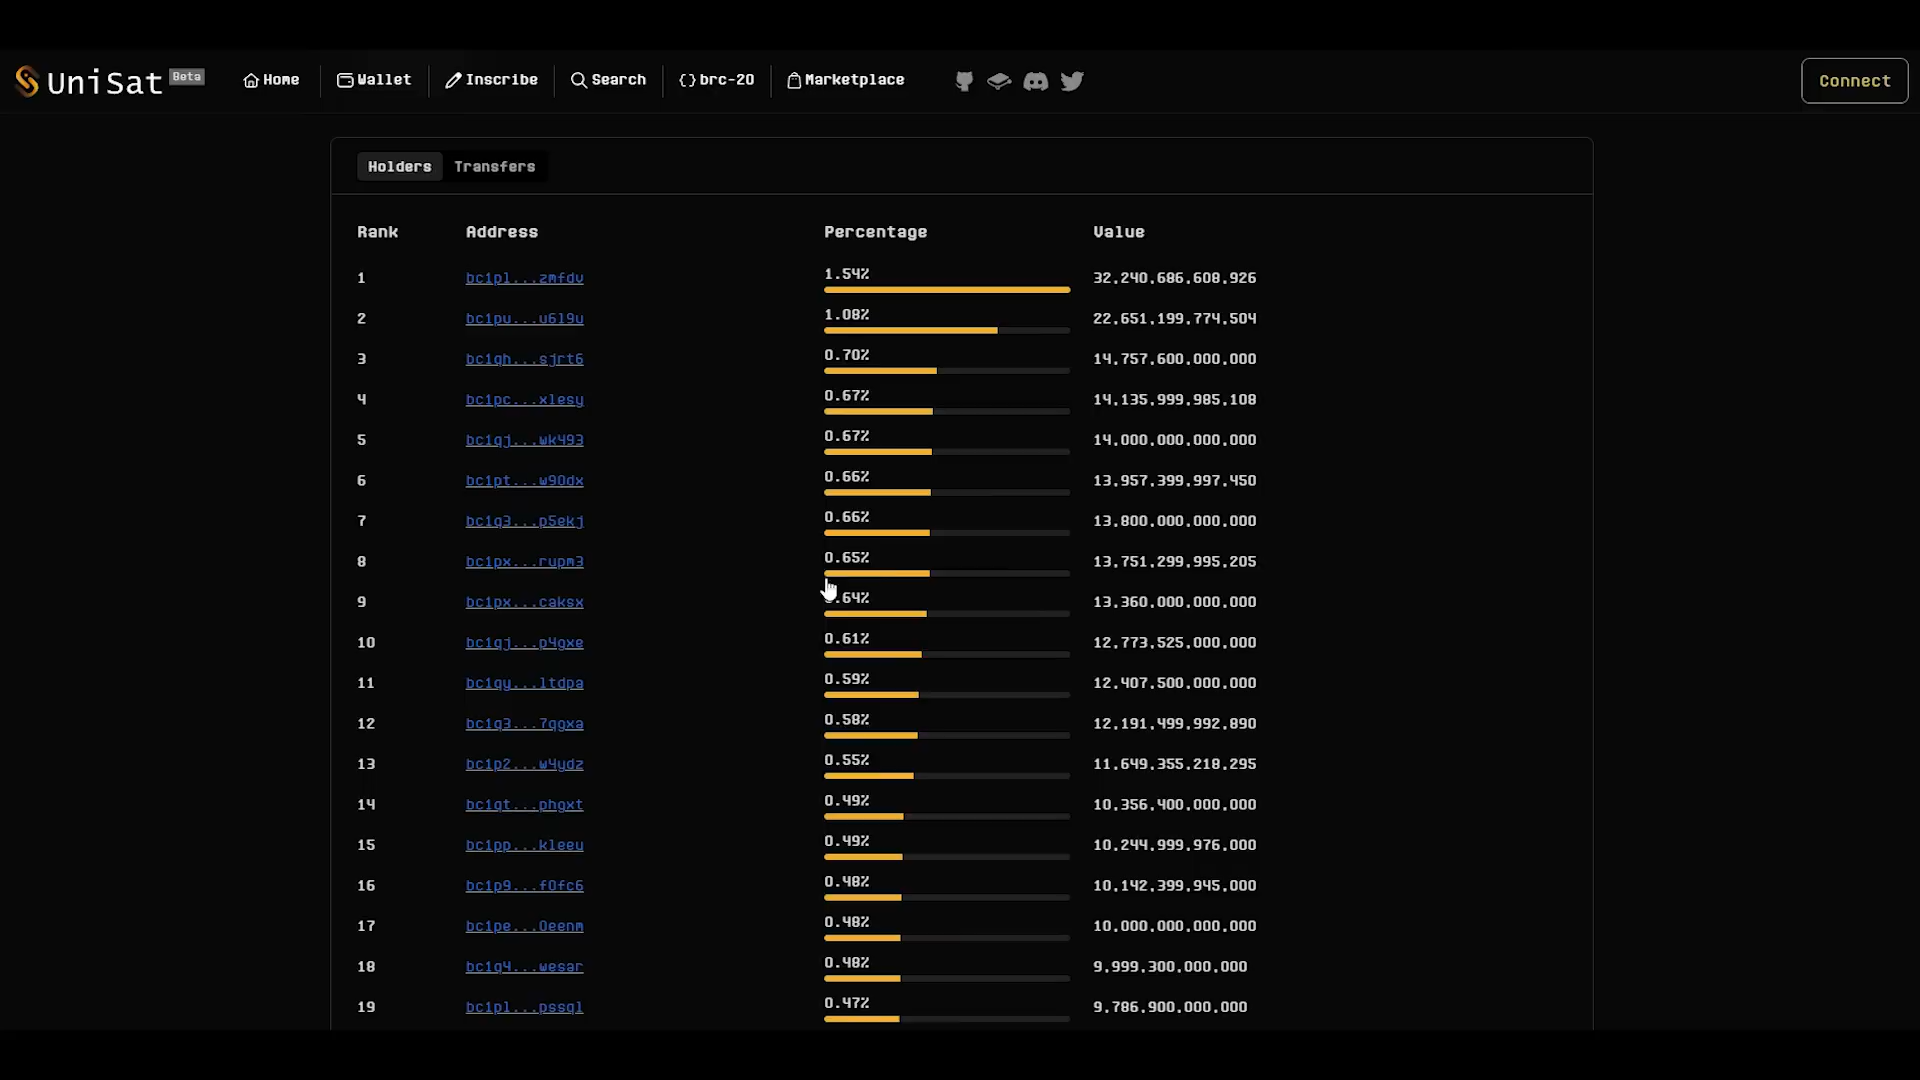 UniSat Beta Home Wallet Inscribe Search brc-20 Marketplace Connect
Holders Transfers
Rank Address Percentage Value
1 bc1pl...zmfdv 1.54% 32,240,686,608,926
2 bc1pu...u6l9u 1.08% 22,651,199,774,504
3 bc1qh...sjrt6 0.70% 14,757,600,000,000
4 bc1pc...xlesy 0.67% 14,135,999,985,108
5 bc1qj...wk493 0.67% 14,000,000,000,000
6 bc1pt...w90dx 0.66% 13,957,399,997,450
7 bc1q3...p5ekj 0.66% 13,800,000,000,000
8 bc1px...rupm3 0.65% 13,751,299,995,205
9 bc1px...caksx .64% 13,360,000,000,000
10 bc1qj...p4gxe 0.61% 12,773,525,000,000
11 bc1qy...ltdpa 0.59% 12,407,500,000,000
12 bc1q3...7qgxa 0.58% 12,191,499,992,890
13 bc1p2...w4ydz 0.55% 11,649,355,218,295
14 bc1qt...phgxt 0.49% 10,356,400,000,000
15 bc1pp...kleeu 0.49% 10,244,999,976,000
16 bc1p9...f0fc6 0.48% 10,142,399,945,000
17 bc1pe...0eenm 0.48% 10,000,000,000,000
18 bc1q4...wesar 0.48% 9,999,300,000,000
19 bc1pl...pssql 0.47% 9,786,900,000,000